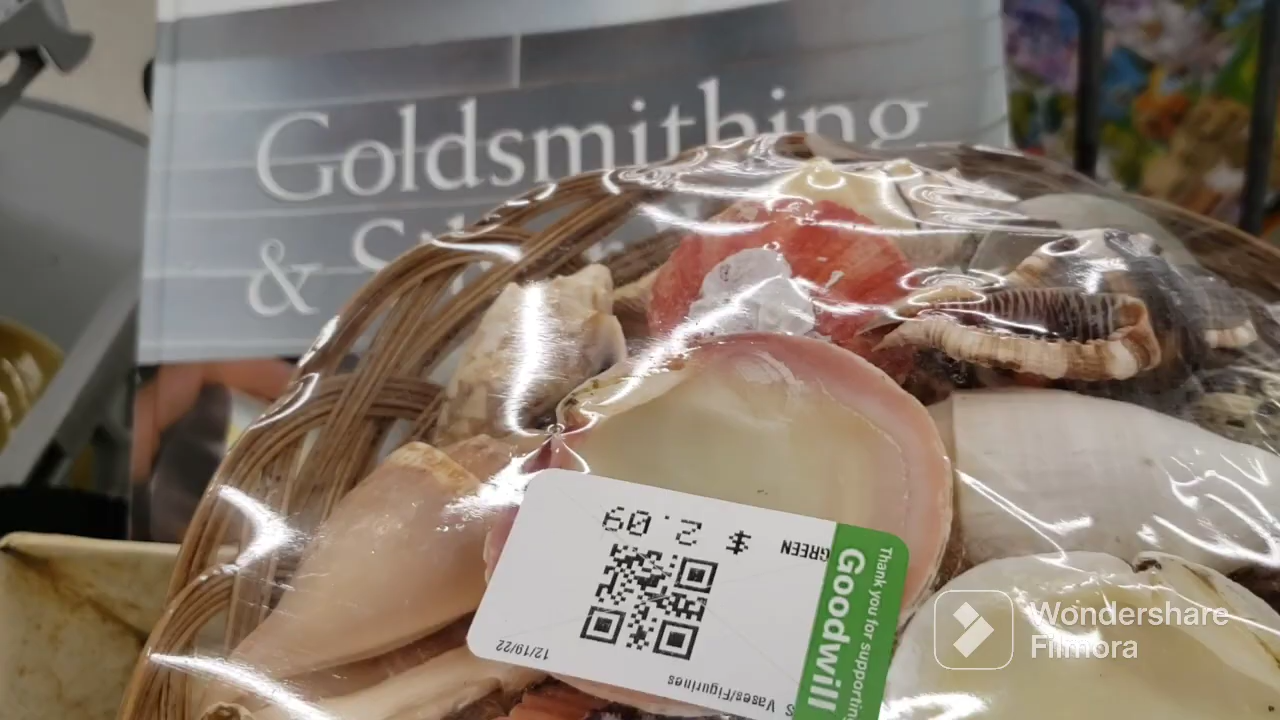 Goldsmithing
&
GREEN
$ 2.09
12/19/22
Vases/Figurines
Goodwill
Thank you for supporting
Wondershare
Filmora